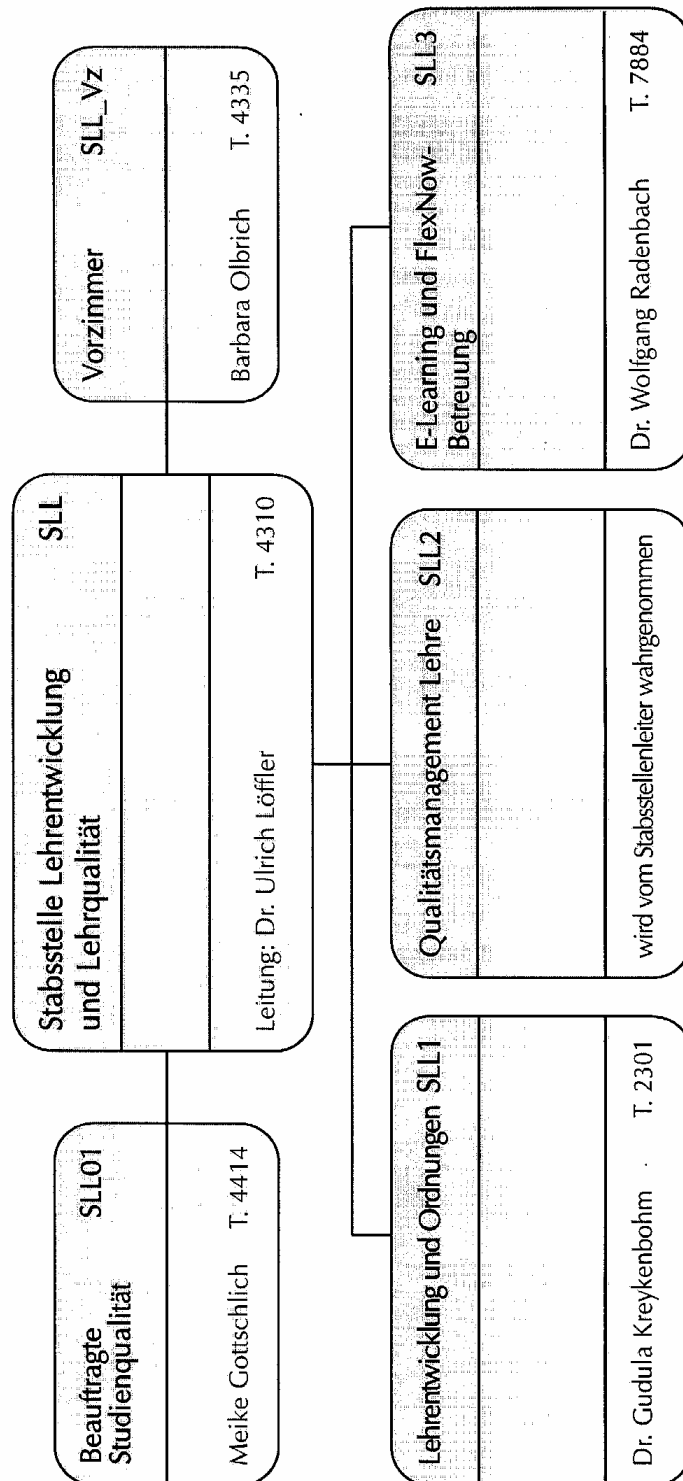 Beauftragte SLL01
Studienqualität
Meike Gottschlich T. 4414
Stabsstelle Lehrentwicklung SLL
und Lehrqualität
Leitung: Dr. Ulrich Löffler T. 4310
Vorzimmer SLL_Vz
Barbara Olbrich T. 4335
Lehrentwicklung und Ordnungen SLL1
Dr. Gudula Kreykenbohm T. 2301
Qualitätsmanagement Lehre SLL2
wird vom Stabsstellenleiter wahrgenommen
E-Learning und FlexNow- SLL3
Betreuung
Dr. Wolfgang Radenbach T. 7884